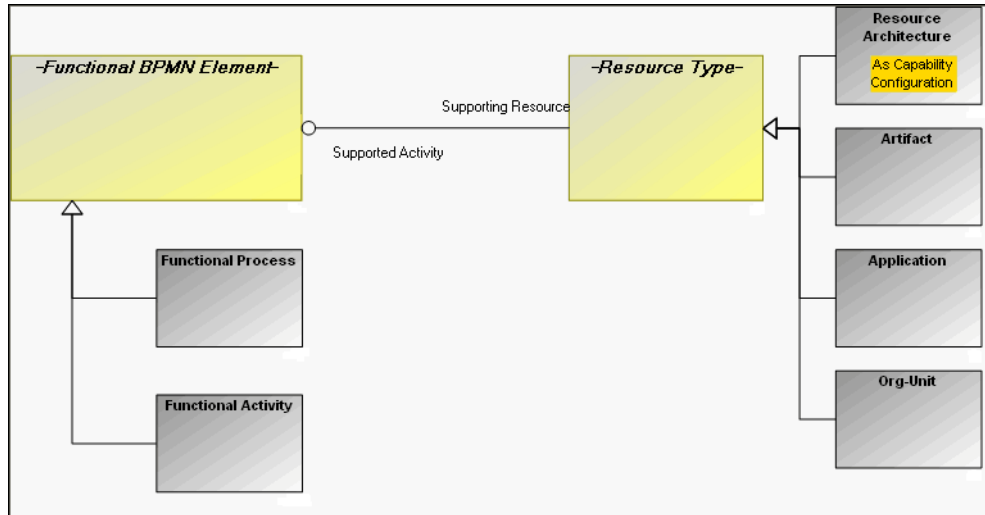 -Functional BPMN Element-
-Resource Type-
Resource
Architecture
As Capability
Configuration
Supporting Resource
Supported Activity
Artifact
Functional Process
Application
Functional Activity
Org-Unit